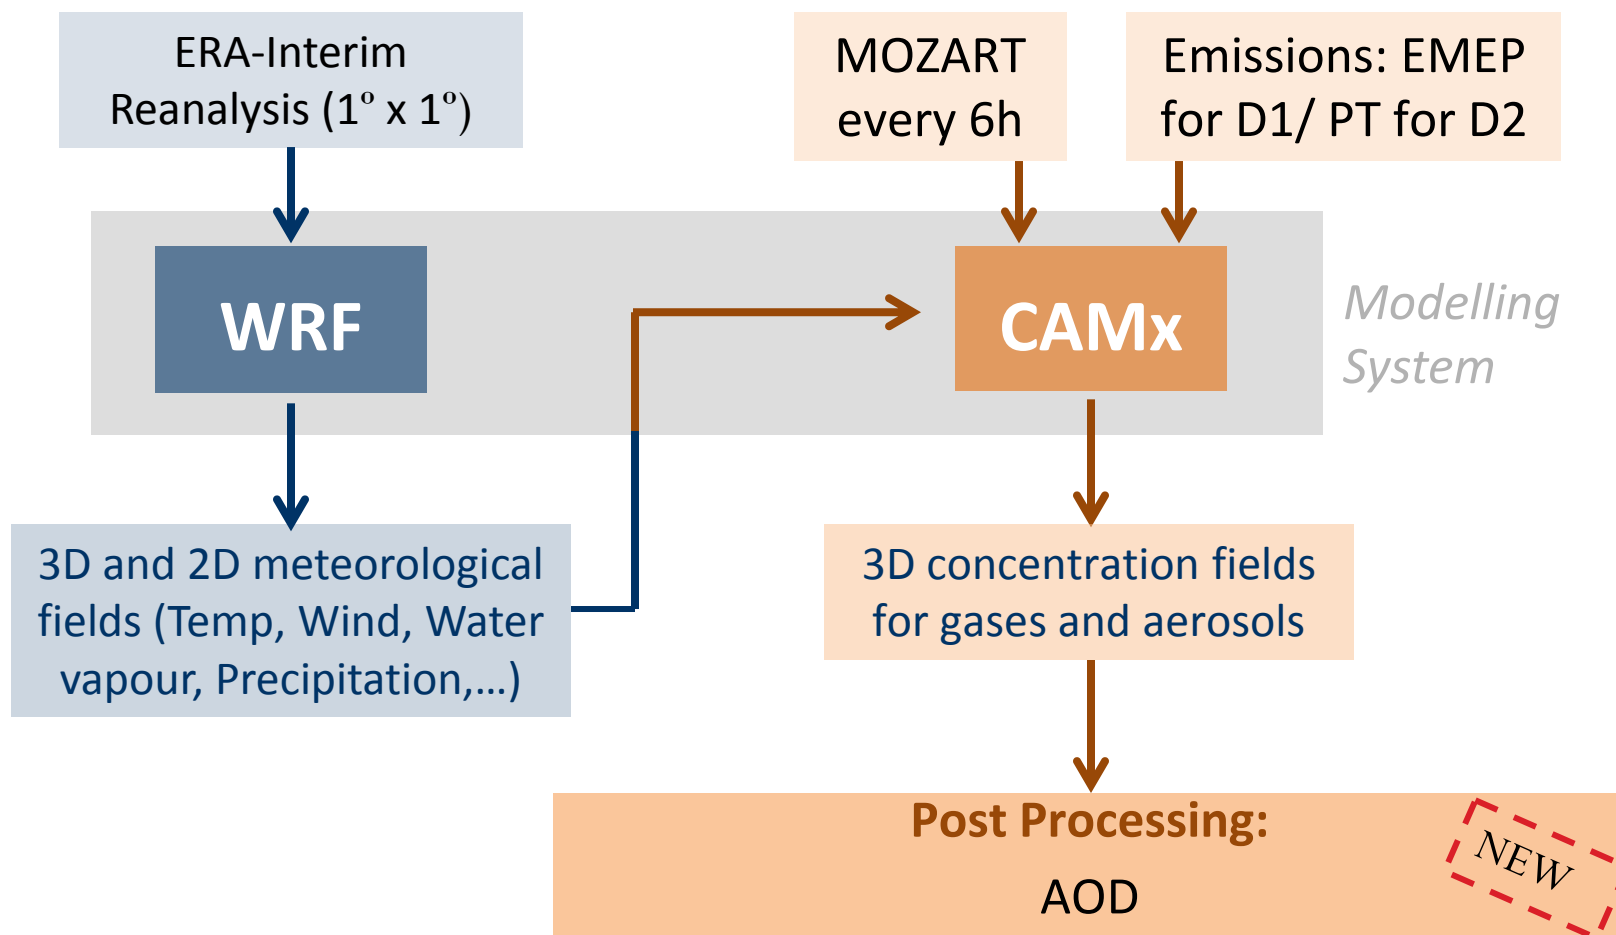 ERA-Interim
Reanalysis (1º x 1º)
MOZART
every 6h
Emissions: EMEP
for D1/ PT for D2
WRF
CAMx
Modelling
System
3D and 2D meteorological
fields (Temp, Wind, Water
vapour, Precipitation,...)
3D concentration fields
for gases and aerosols
Post Processing:
AOD
NEW